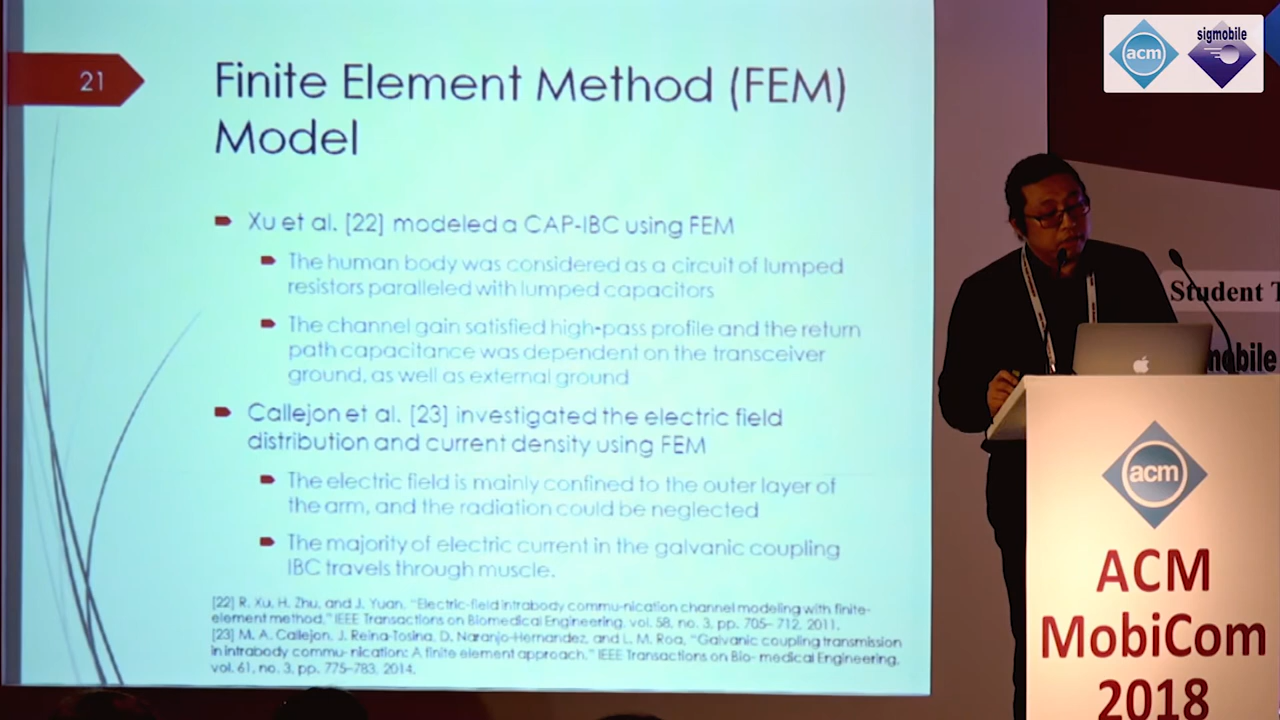 21
Finite Element Method (FEM)
Model
Xu et al. [22] modeled a CAP-IBC using FEM
The human body was considered as a circuit of lumped
resistors paralleled with lumped capacitors
The channel gain satisfied high-pass profile and the return
path capacitance was dependent on the transceiver
ground, as well as external ground
Callejon et al. [23] investigated the electric field
distribution and current density using FEM
The electric field is mainly confined to the outer layer of
the arm, and the radiation could be neglected
The majority of electric current in the galvanic coupling
IBC travels through muscle.
[22] R. Xu, H. Zhu, and J. Yuan, "Electric-field intrabody commu-nication channel modeling with finite-
element method," IEEE Transactions on Biomedical Engineering, vol. 58, no. 3, pp. 705– 712, 2011.
[23] M. A. Callejon, J. Reina-Tosina, D. Naranjo-Hernandez, and L. M. Roa, "Galvanic coupling transmission
in intrabody commu- nication: A finite element approach," IEEE Transactions on Bio- medical Engineering,
vol. 61, no. 3, pp. 775–783, 2014.
acm
sigmobile
Student T
mobile
acm
ACM
MobiCom
2018